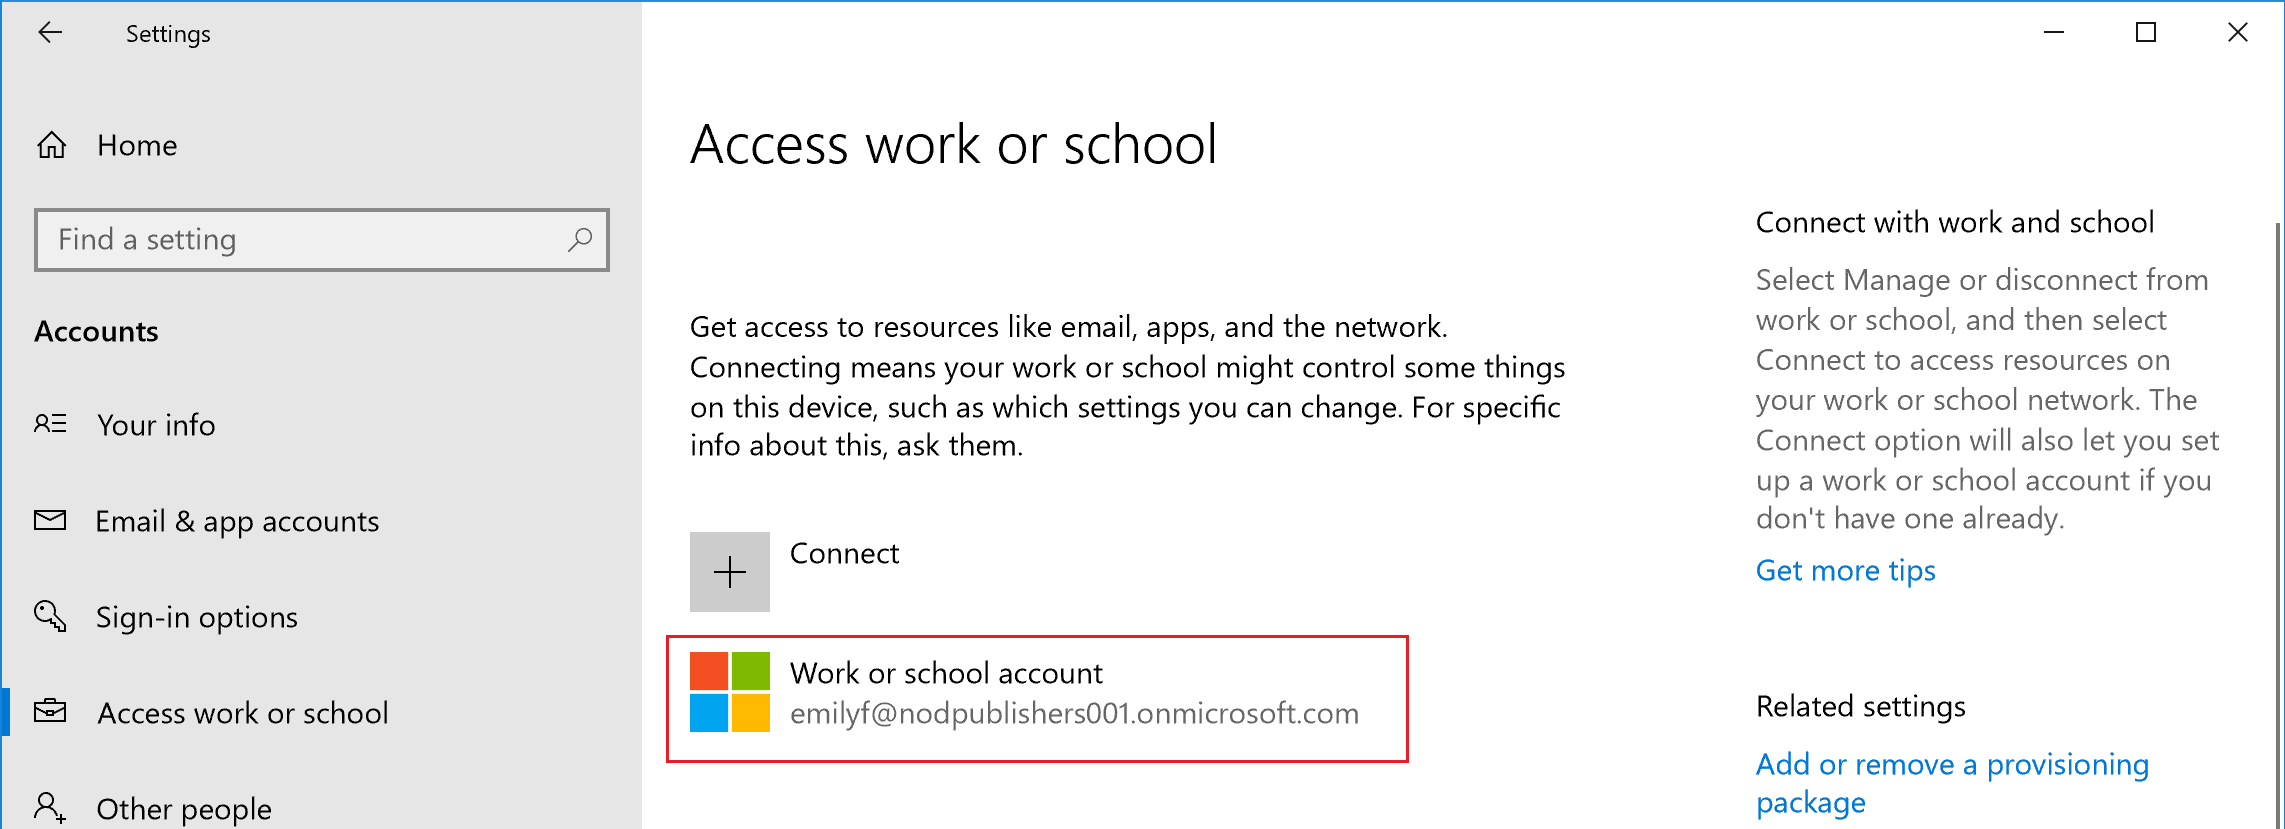 Settings
Home
Find a setting
Accounts
Your info
Email & app accounts
Sign-in options
Access work or school
Other people
Access work or school
Get access to resources like email, apps, and the network.
Connecting means your work or school might control some things
on this device, such as which settings you can change. For specific
info about this, ask them.
Connect
Work or school account
emilyf@nodpublishers001.onmicrosoft.com
Connect with work and school
Select Manage or disconnect from
work or school, and then select
Connect to access resources on
your work or school network. The
Connect option will also let you set
up a work or school account if you
don't have one already.
Get more tips
Related settings
Add or remove a provisioning
package